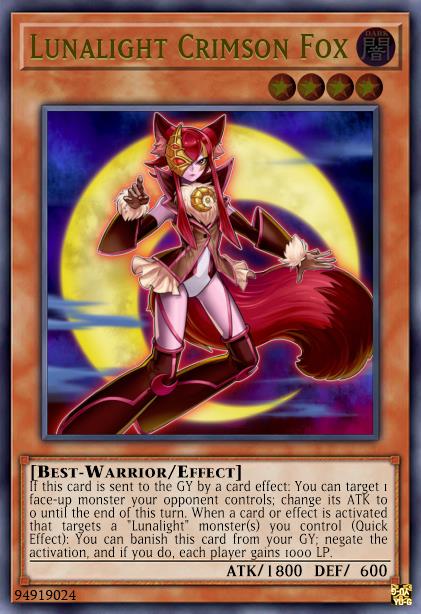 LUNALIGHT CRIMSON FOX
DARK
闇
[BEST-WARRIOR/EFFECT]
If this card is sent to the GY by a card effect: You can target 1
face-up monster your opponent controls; change its ATK to
0 until the end of this turn. When a card or effect is activated
that targets a "Lunalight" monster(s) you control (Quick
Effect): You can banish this card from your GY; negate the
activation, and if you do, each player gains 1000 LP.
ATK/1800 DEF/ 600
94919024